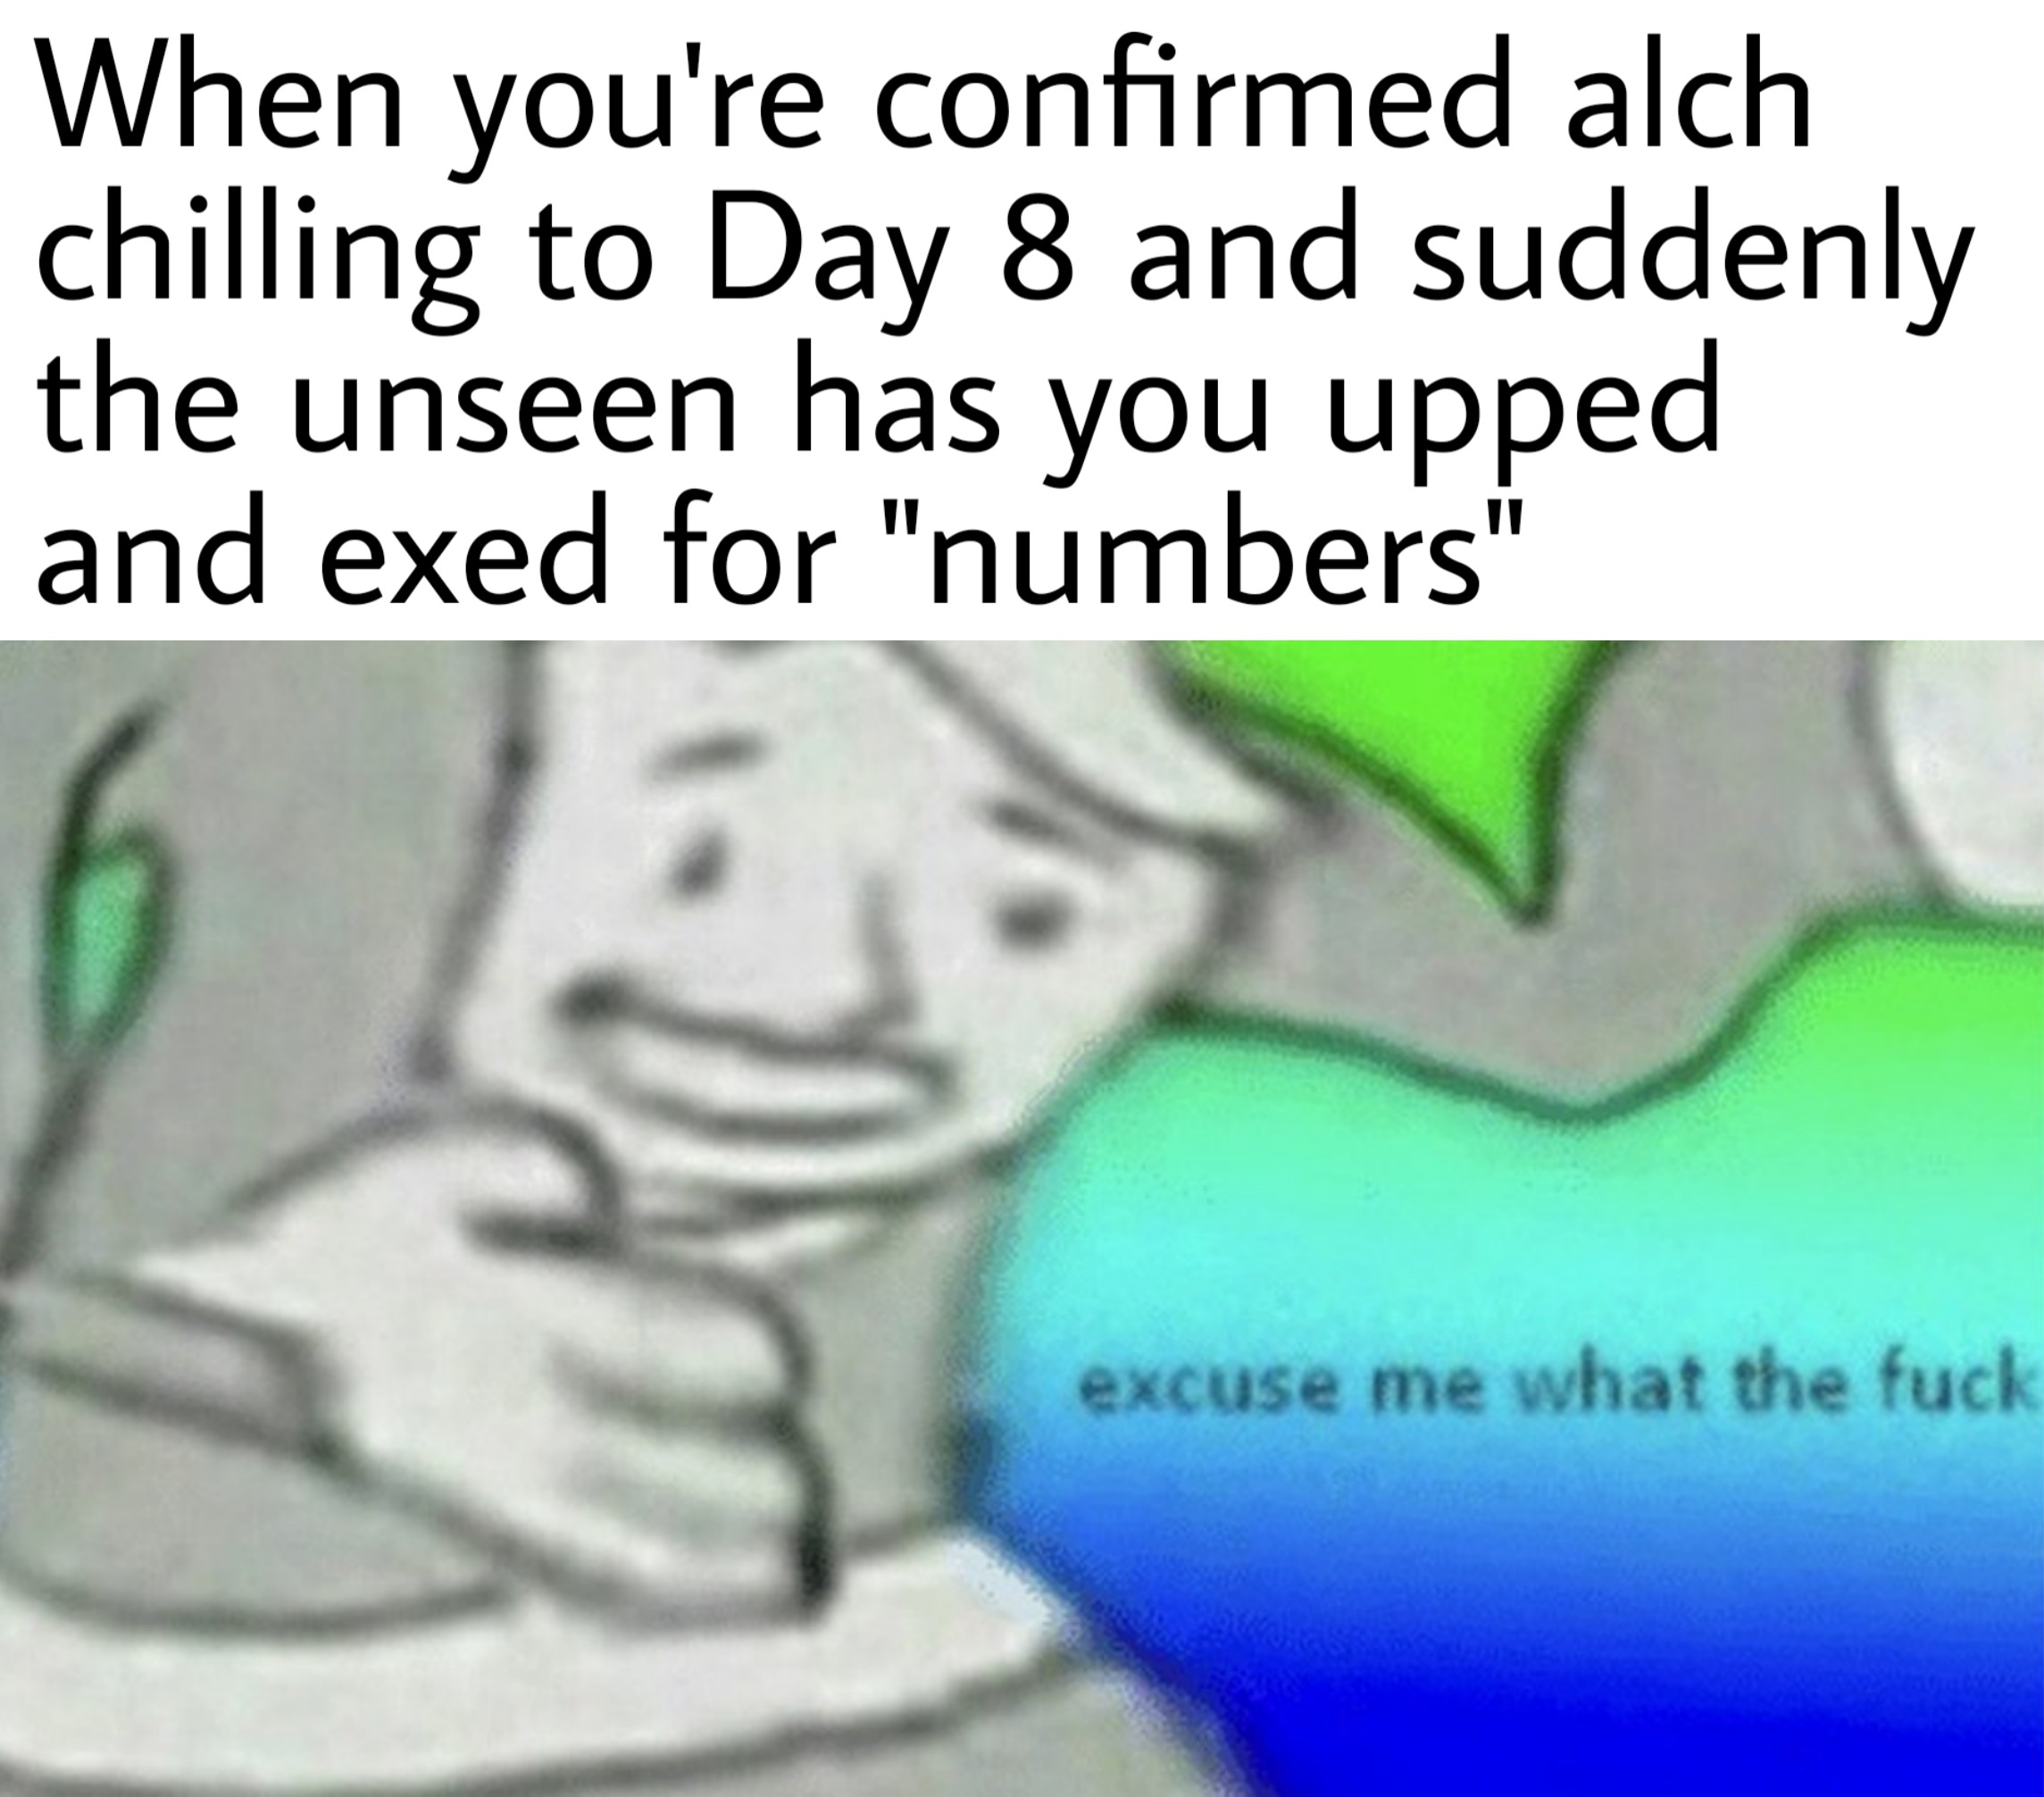 When you're confirmed alch
chilling to Day 8 and suddenly
the unseen has you upped
and exed for "numbers"
excuse me what the fuck